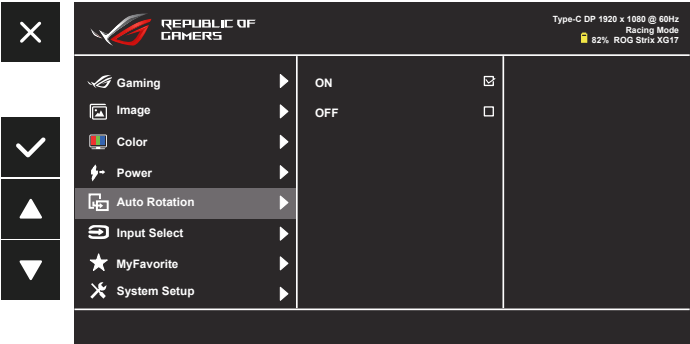 REPUBLIC OF
GAMERS
Type-C DP 1920 x 1080 @ 60Hz
Racing Mode
82% ROG Strix XG17
Gaming
Image
Color
Power
Auto Rotation
Input Select
MyFavorite
System Setup
ON
OFF